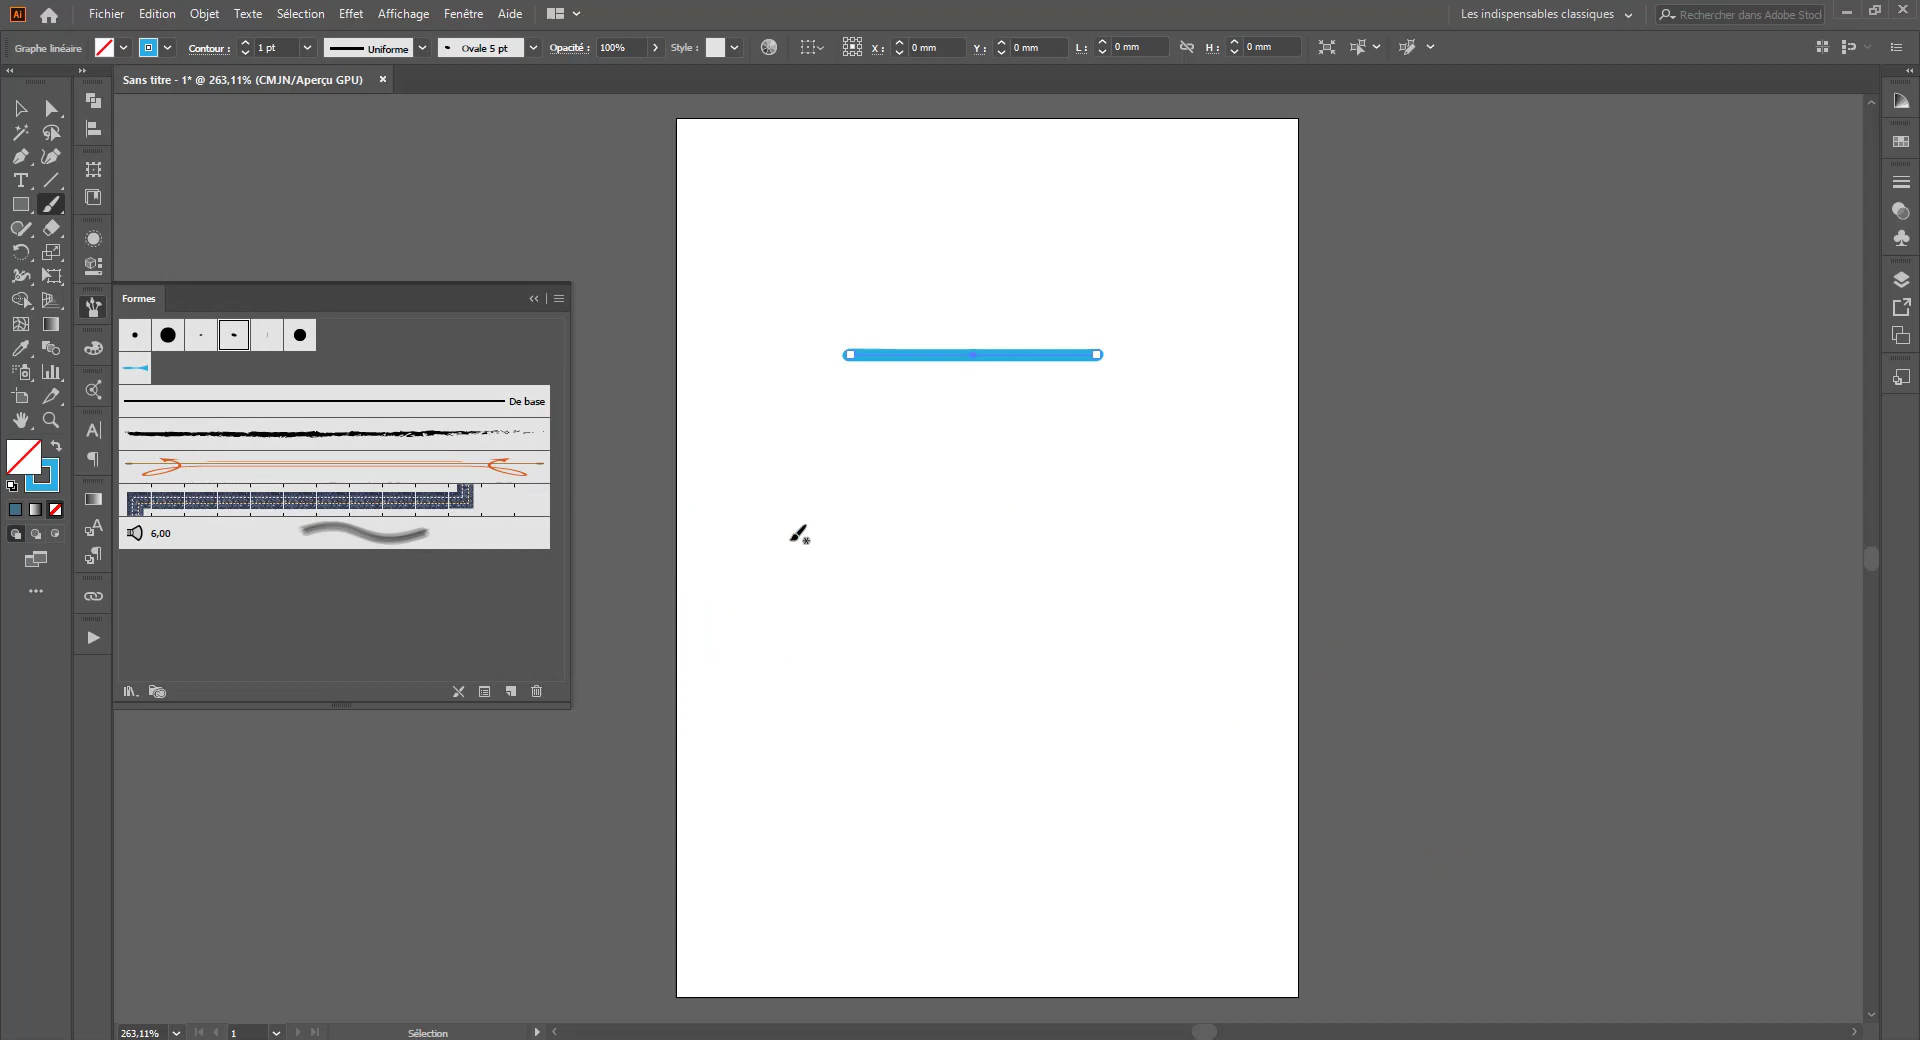 Ai Fichier Edition Objet Texte Sélection Effet Affichage Fenêtre Aide Les indispensables classiques Rechercher dans Adobe Stock
Graphe linéaire Contour : 1 pt Uniforme Ovale 5 pt Opacité : 100% Style : X : 0 mm Y : 0 mm L : 0 mm H : 0 mm
Sans titre - 1* @ 263,11% (CMJN/Aperçu GPU) ×
Formes
De base
6,00
263,11% 1 Sélection